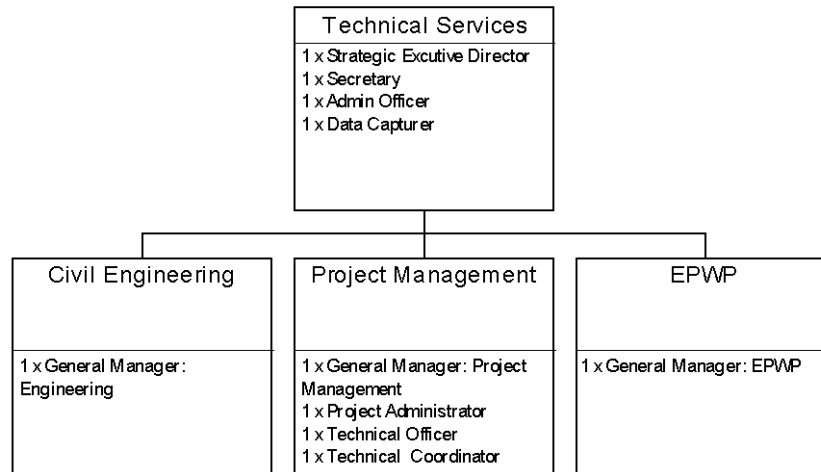 Technical Services
1 x Strategic Excutive Director
1 x Secretary
1 x Admin Officer
1 x Data Capturer
Civil Engineering
1 x General Manager:
Engineering
Project Management
1 x General Manager: Project
Management
1 x Project Administrator
1 x Technical Officer
1 x Technical Coordinator
EPWP
1 x General Manager: EPWP